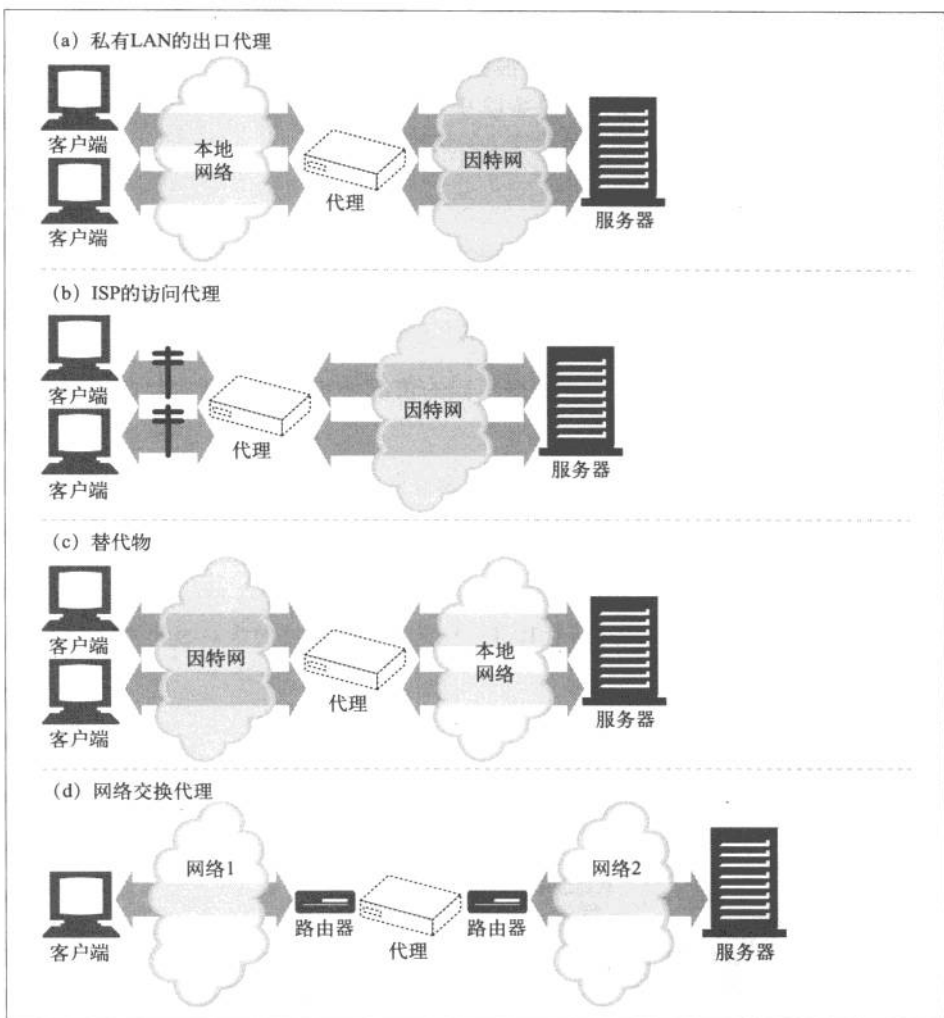 (a) 私有LAN的出口代理
客户端
本地
网络
代理
因特网
服务器
客户端
(b) ISP的访问代理
客户端
代理
因特网
服务器
客户端
(c) 替代物
客户端
因特网
代理
本地
网络
服务器
客户端
(d) 网络交换代理
网络1
网络2
客户端
路由器
代理
路由器
服务器